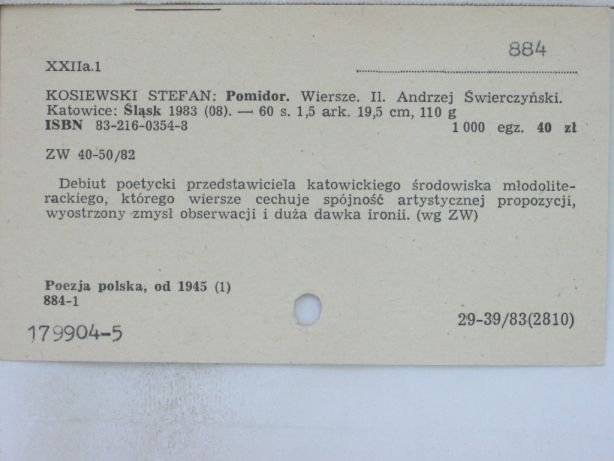 884
XXIIa.1
KOSIEWSKI STEFAN: Pomidor. Wiersze. Il. Andrzej Świerczyński.
Katowice: Śląsk 1983 (08). — 60 s. 1,5 ark. 19,5 cm, 110 g
ISBN 83-216-0354-3 1 000 egz. 40 zł
ZW 40-50/82
Debiut poetycki przedstawiciela katowickiego środowiska młodolite-
rackiego, którego wiersze cechuje spójność artystycznej propozycji,
wyostrzony zmysł obserwacji i duża dawka ironii. (wg ZW)
Poezja polska, od 1945 (1)
884-1
29-39/83(2810)
179904-5